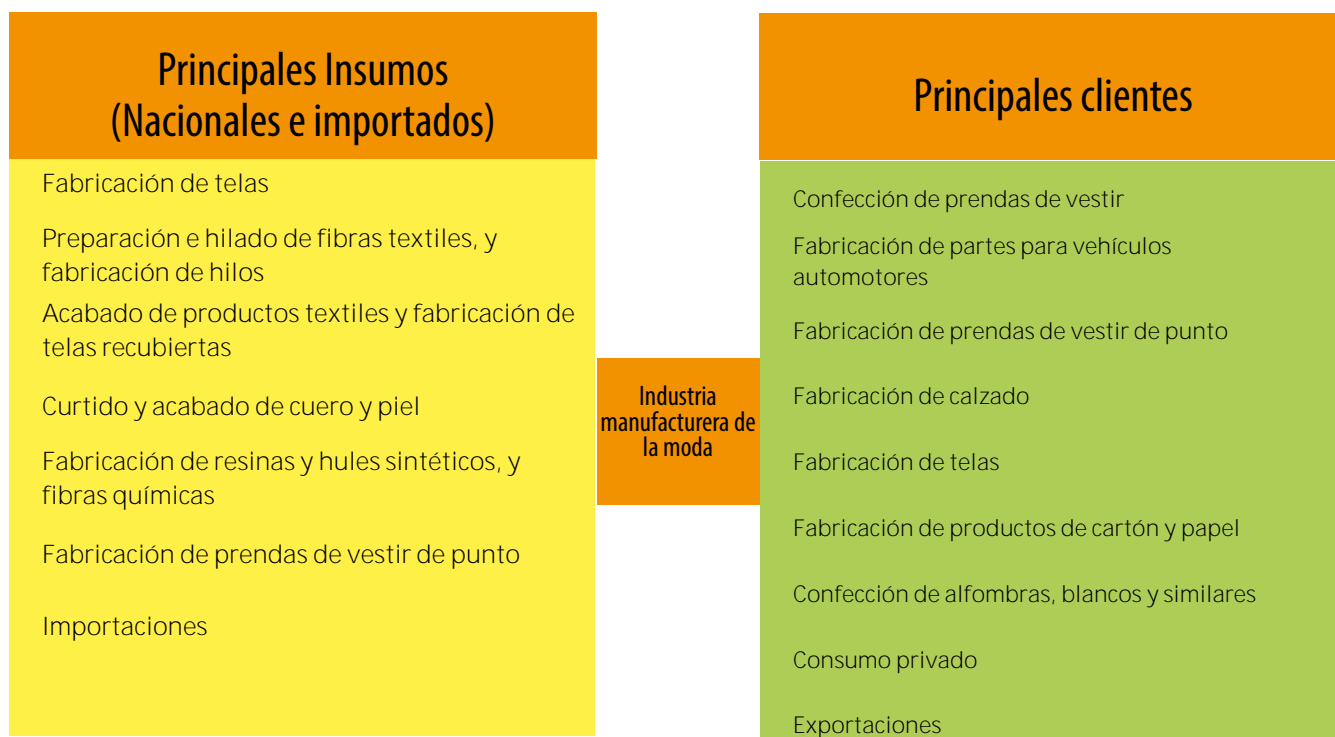 Principales Insumos
(Nacionales e importados)
Fabricación de telas
Preparación e hilado de fibras textiles, y
fabricación de hilos
Acabado de productos textiles y fabricación de
telas recubiertas
Curtido y acabado de cuero y piel
Fabricación de resinas y hules sintéticos, y
fibras químicas
Fabricación de prendas de vestir de punto
Importaciones
Industria
manufacturera de
la moda
Principales clientes
Confección de prendas de vestir
Fabricación de partes para vehículos
automotores
Fabricación de prendas de vestir de punto
Fabricación de calzado
Fabricación de telas
Fabricación de productos de cartón y papel
Confección de alfombras, blancos y similares
Consumo privado
Exportaciones